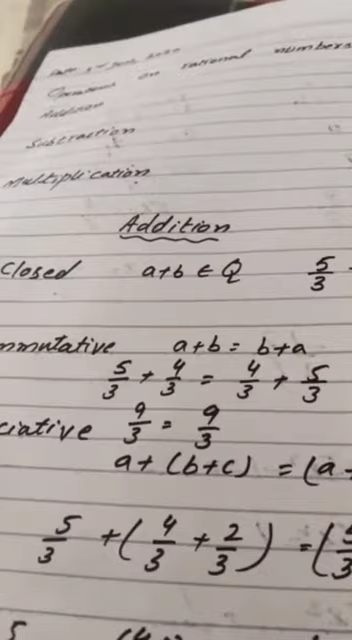 Operations on rational numbers
Addition
Subtraction
Multiplication
Addition
Closed a+b ∈ Q 5/3
mmutative a+b = b+a
5/3 + 4/3 = 4/3 + 5/3
9/3 = 9/3
ciative
a+(b+c) = (a
5/3 + (4/3 + 2/3) = (5/3